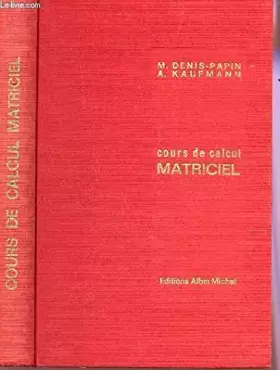 COURS DE CALCUL MATRICIEL
M. DENIS-PAPIN
A. KAUFMANN
cours de calcul
MATRICIEL
Editions Albin Michel